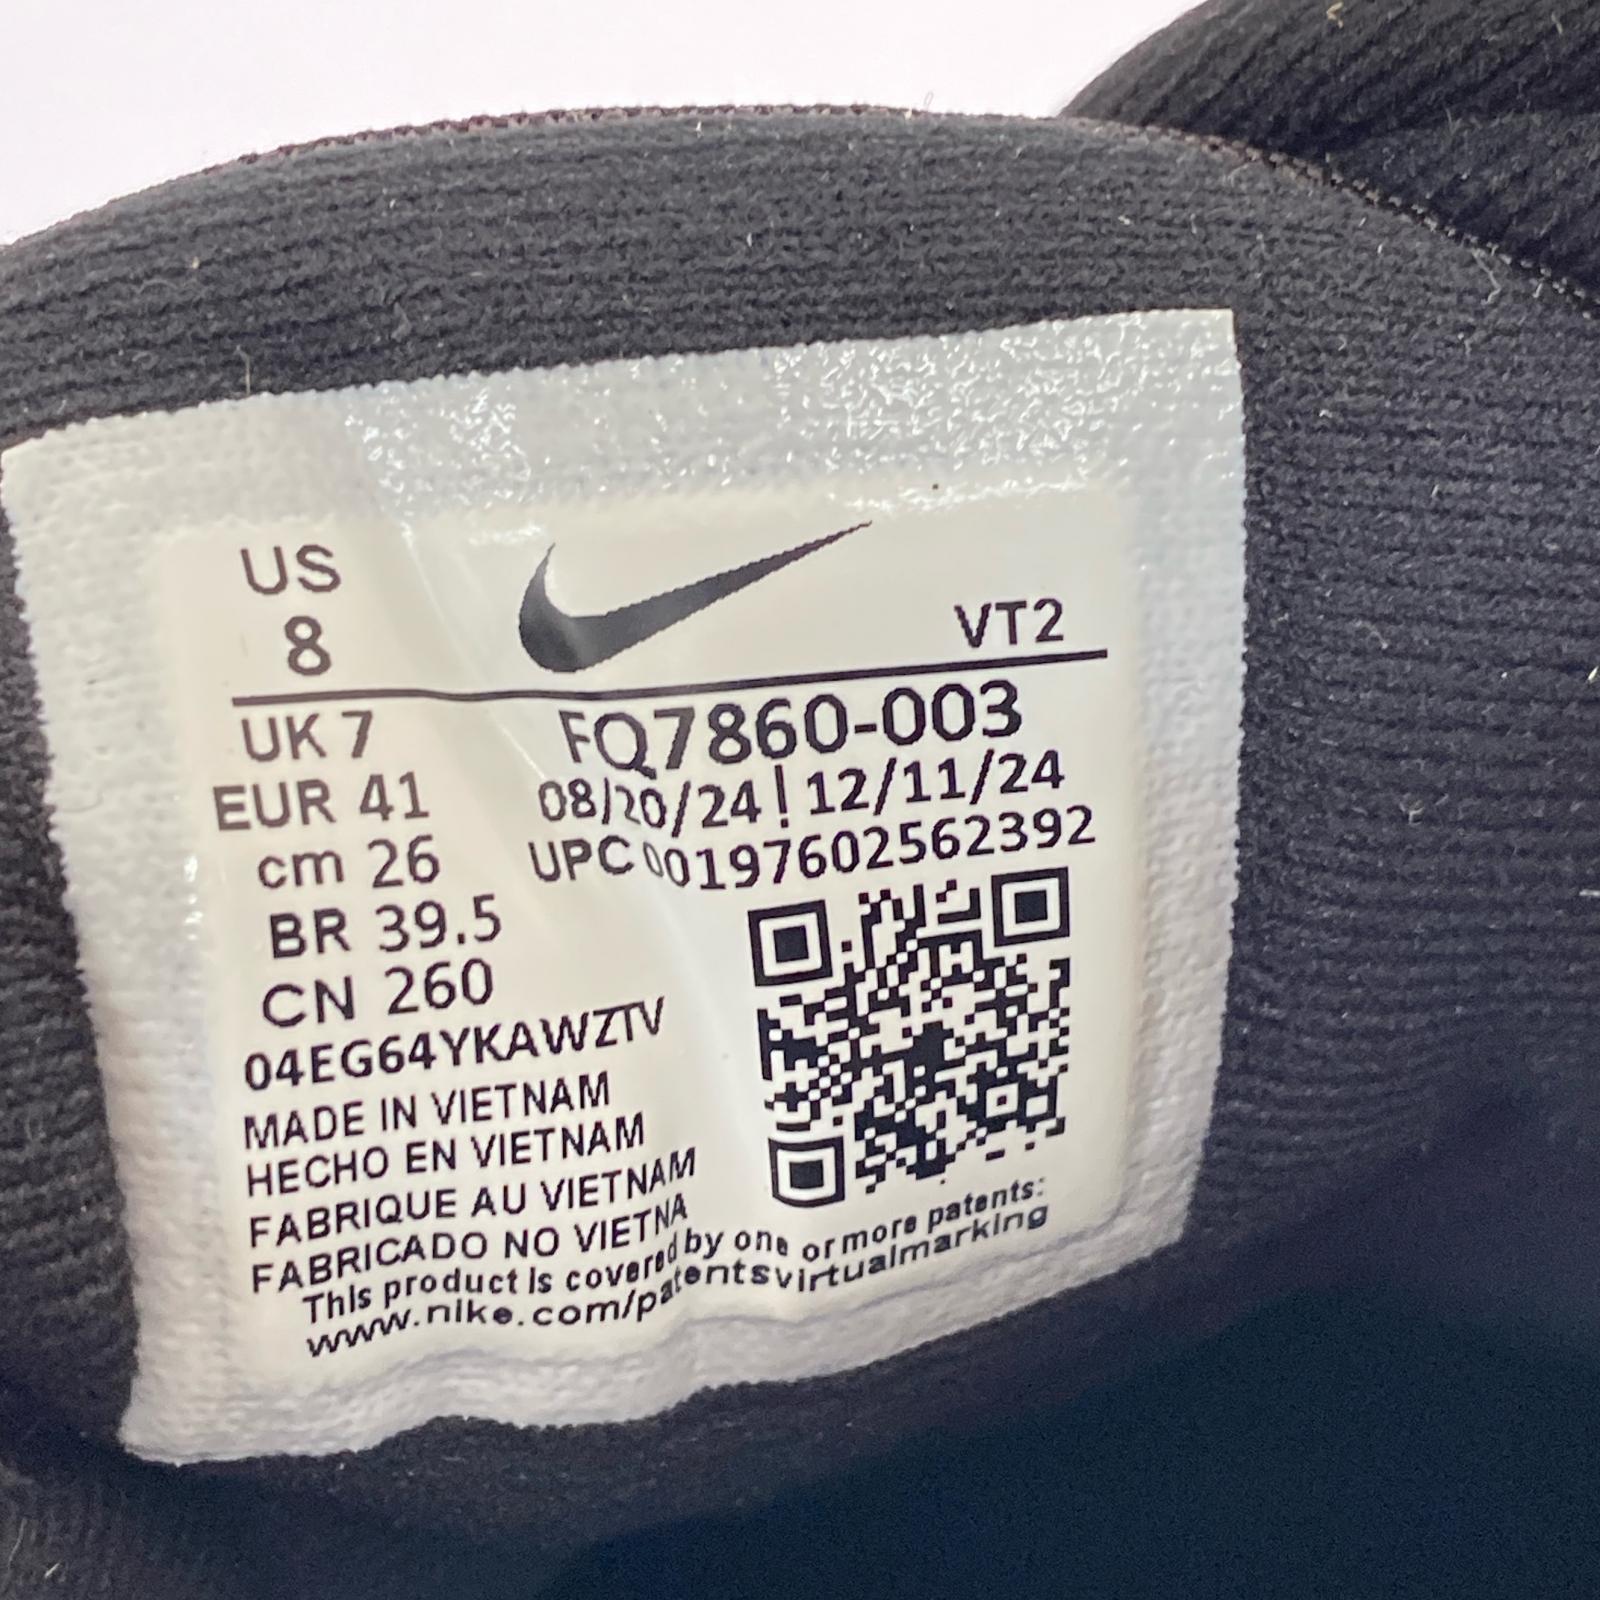 US
8
VT2
UK 7
FQ7860-003
EUR 41
08/20/24 ! 12/11/24
cm 26
UPC 00197602562392
BR 39.5
CN 260
04EG64YKAWZTV
MADE IN VIETNAM
HECHO EN VIETNAM
FABRIQUE AU VIETNAM
FABRICADO NO VIETNA
This product is covered by one or more patents:
www.nike.com/patentsvirtualmarking